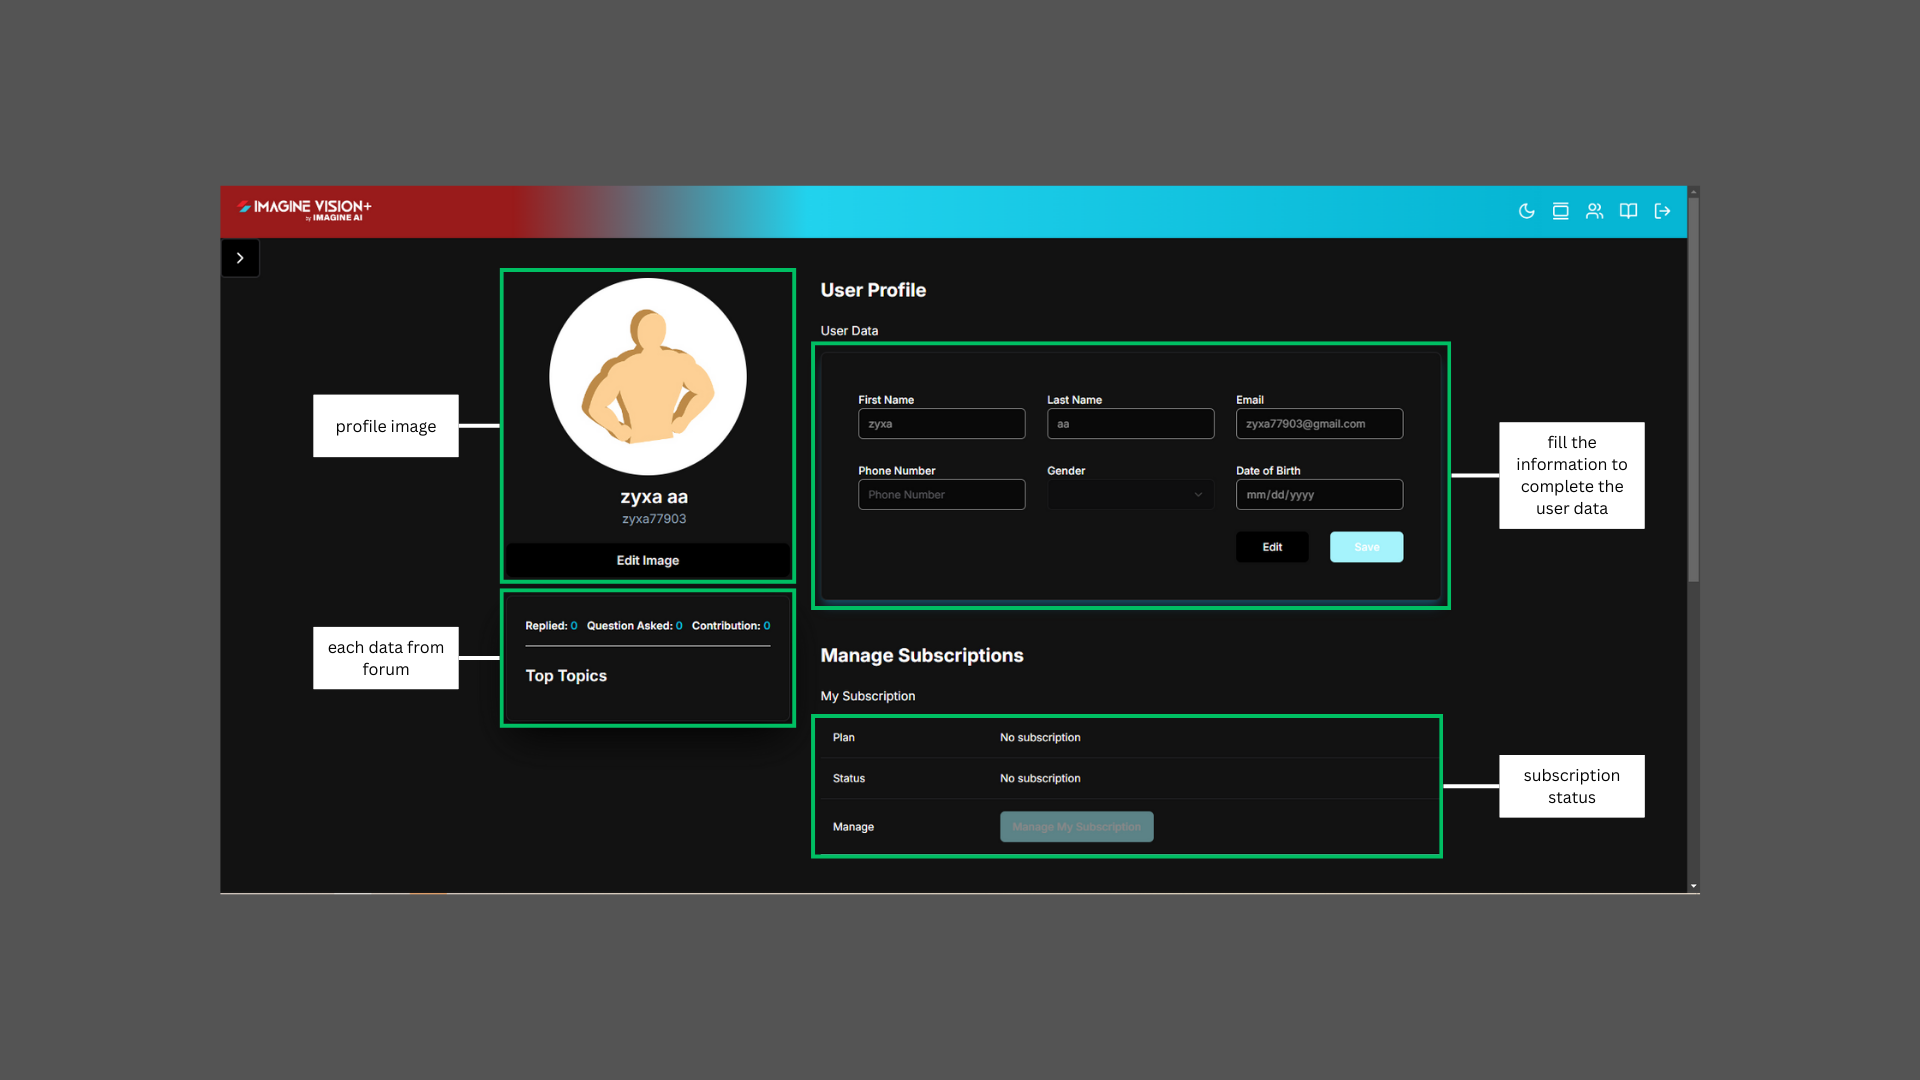 IMAGINE VISION+
by IMAGINE AI
profile image
zyxa aa
zyxa77903
Edit Image
each data from
forum
Replied: 0 Question Asked: 0 Contribution: 0
Top Topics
User Profile
User Data
First Name Last Name Email
zyxa aa zyxa77903@gmail.com
Phone Number Gender Date of Birth
Phone Number mm/dd/yyyy
Edit Save
fill the
information to
complete the
user data
Manage Subscriptions
My Subscription
Plan No subscription
Status No subscription
Manage Manage My Subscription
subscription
status